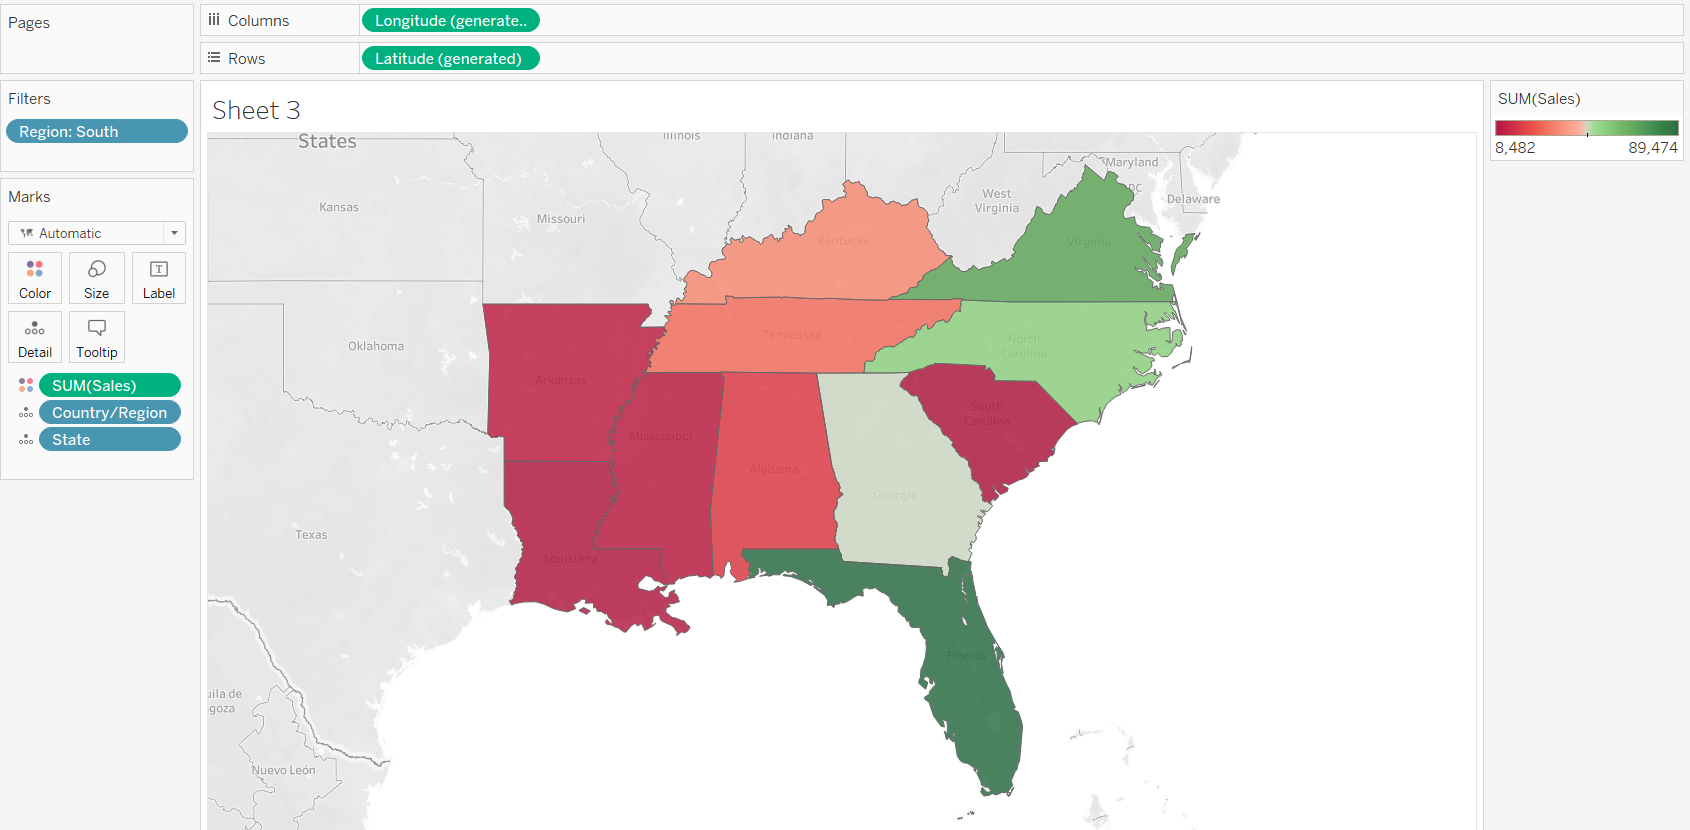 Pages
Columns
Longitude (generate..
Rows
Latitude (generated)
Filters
Region: South
Marks
Automatic
Color
Size
Label
Detail
Tooltip
SUM(Sales)
Country/Region
State
Sheet 3
States
Illinois
Indiana
Maryland
DC
Delaware
West
Virginia
Kansas
Missouri
Kentucky
Virginia
Oklahoma
Tennessee
North
Carolina
Arkansas
South
Carolina
Mississippi
Alabama
Georgia
Texas
Louisiana
Florida
uila de
goza
Nuevo León
SUM(Sales)
8,482
89,474